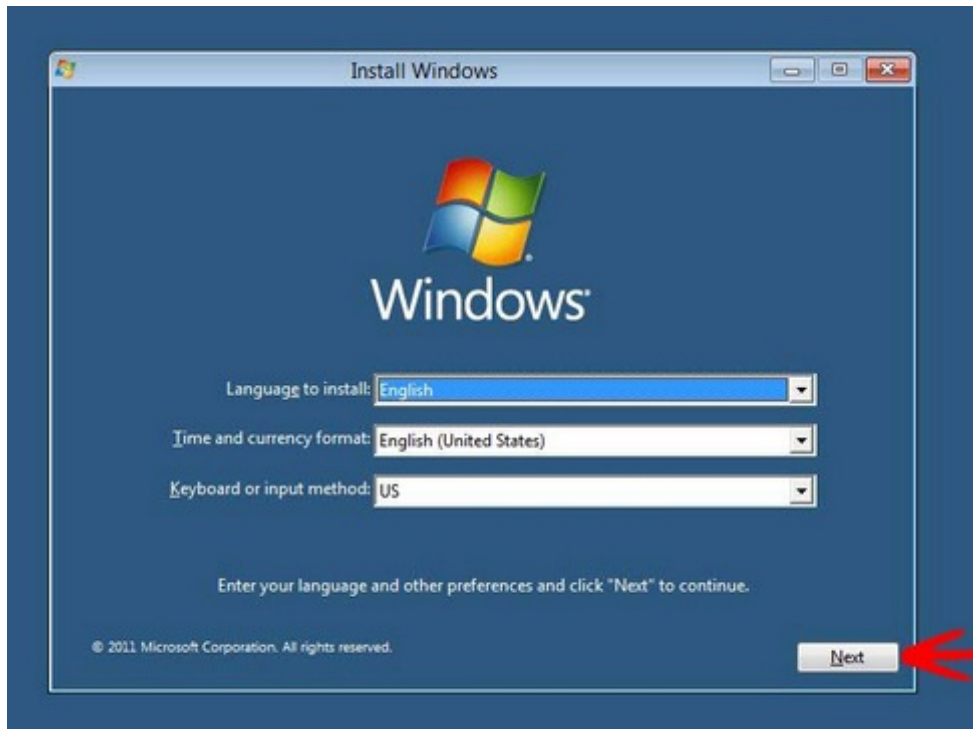 Install Windows
Windows®
Language to install: English
Time and currency format: English (United States)
Keyboard or input method: US
Enter your language and other preferences and click "Next" to continue.
© 2011 Microsoft Corporation. All rights reserved.
Next